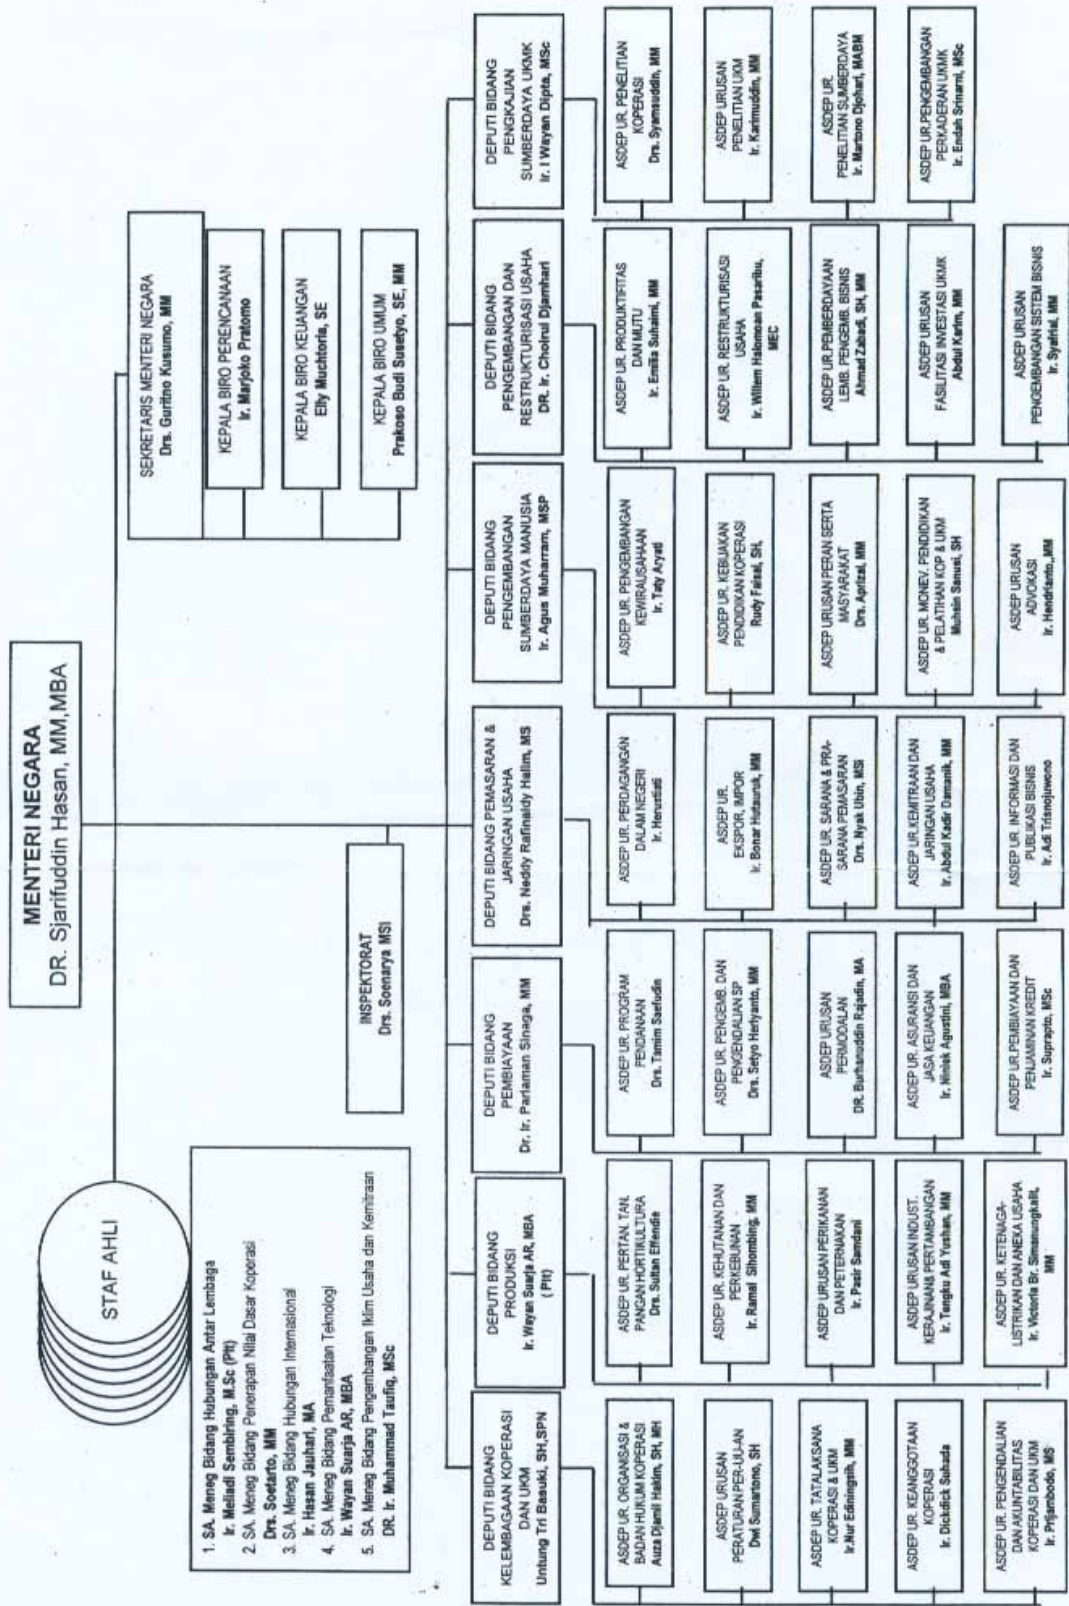 MENTERI NEGARA
DR. Sjarifuddin Hasan, MM,MBA
STAF AHLI
1. SA. Meneg Bidang Hubungan Antar Lembaga
Ir. Meliadi Sembiring, M.Sc (Plt)
2. SA. Meneg Bidang Penerapan Nilai Dasar Koperasi
Drs. Soetarto, MM
3. SA. Meneg Bidang Hubungan Internasional
Ir. Hasan Jauhari, MA
4. SA. Meneg Bidang Pemanfaatan Teknologi
Ir. Wayan Suarja AR, MBA
5. SA. Meneg Bidang Pengembangan Iklim Usaha dan Kemitraan
DR. Ir. Muhammad Taufiq, MSc
SEKRETARIS MENTERI NEGARA
Drs. Guritno Kusumo, MM
KEPALA BIRO PERENCANAAN
Ir. Marjoko Pratomo
KEPALA BIRO KEUANGAN
Elly Muchtoria, SE
KEPALA BIRO UMUM
Prakoso Budi Susetyo, SE, MM
INSPEKTORAT
Drs. Soenarya MSI
DEPUTI BIDANG
KELEMBAGAAN KOPERASI
DAN UKM
Untung Tri Basuki, SH,SPN
ASDEP UR. ORGANISASI &
BADAN HUKUM KOPERASI
Auza Djamil Hakim, SH, MH
ASDEP URUSAN
PERATURAN PER-UU-AN
Dwi Sumartono, SH
ASDEP UR. TATALAKSANA
KOPERASI & UKM
Ir.Nur Ediningsih, MM
ASDEP UR. KEANGGOTAAN
KOPERASI
Ir. Dickdick Suhada
ASDEP UR. PENGENDALIAN
DAN AKUNTABILITAS
KOPERASI DAN UKM
Ir. Prijambodo, MS
DEPUTI BIDANG
PRODUKSI
Ir. Wayan Suarja AR, MBA
( Plt)
ASDEP UR. PERTAN. TAN.
PANGAN HORTIKULTURA
Drs. Sultan Effendie
ASDEP UR. KEHUTANAN DAN
PERKEBUNAN
Ir. Ramal Sihombing, MM
ASDEP URUSAN PERIKANAN
DAN PETERNAKAN
Ir. Pasir Samdani
ASDEP URUSAN INDUST.
KERAJINAN& PERTAMBANGAN
Ir. Tengku Adi Yushan, MM
ASDEP UR. KETENAGA-
LISTRIKAN DAN ANEKA USAHA
Ir. Victoria Br. Simanungkalit,
MM
DEPUTI BIDANG
PEMBIAYAAN
Dr. Ir. Pariaman Sinaga, MM
ASDEP UR. PROGRAM
PENDANAAN
Drs. Tamim Saefudin
ASDEP UR. PENGEMB. DAN
PENGENDALIAN SP
Drs. Setyo Heriyanto, MM
ASDEP URUSAN
PERMODALAN
DR. Burhanuddin Rajadin, MA
ASDEP UR. ASURANSI DAN
JASA KEUANGAN
Ir. Niniek Agustini, MBA
ASDEP UR.PEMBIAYAAN DAN
PENJAMINAN KREDIT
Ir. Suprapto, MSc
DEPUTI BIDANG PEMASARAN &
JARINGAN USAHA
Drs. Neddy Rafinaldy Halim, MS
ASDEP UR. PERDAGANGAN
DALAM NEGERI
Ir. Herustiati
ASDEP UR.
EKSPOR, IMPOR
Ir. Bonar Hutauruk, MM
ASDEP UR. SARANA & PRA-
SARANA PEMASARAN
Drs. Nyak Ubin, MSi
ASDEP UR.KEMITRAAN DAN
JARINGAN USAHA
Ir. Abdul Kadir Damanik, MM
ASDEP UR. INFORMASI DAN
PUBLIKASI BISNIS
Ir. Adi Trisnojuwono
DEPUTI BIDANG
PENGEMBANGAN
SUMBERDAYA MANUSIA
Ir. Agus Muharram, MSP
ASDEP UR. PENGEMBANGAN
KEWIRAUSAHAAN
Ir. Taty Aryati
ASDEP UR. KEBIJAKAN
PENDIDIKAN KOPERASI
Rudy Faisal, SH,
ASDEP URUSAN PERAN SERTA
MASYARAKAT
Drs. Aprizal, MM
ASDEP UR. MONEV. PENDIDIKAN
& PELATIHAN KOP & UKM
Muhsin Sanusi, SH
ASDEP URUSAN
ADVOKASI
Ir. Hendrianto,,MM
DEPUTI BIDANG
PENGEMBANGAN DAN
RESTRUKTURISASI USAHA
DR. Ir. Choirul Djamhari
ASDEP UR. PRODUKTIFITAS
DAN MUTU
Ir. Emilia Suhaimi, MM
ASDEP UR. RESTRUKTURISASI
USAHA
Ir. Willem Halomoan Pasaribu,
MEC
ASDEP UR.PEMBERDAYAAN
LEMB. PENGEMB. BISNIS
Ahmad Zabadi, SH, MM
ASDEP URUSAN
FASILITASI INVESTASI UKMK
Abdul Karim, MM
ASDEP URUSAN
PENGEMBANGAN SISTEM BISNIS
Ir. Syafrial, MM
DEPUTI BIDANG
PENGKAJIAN
SUMBERDAYA UKMK
Ir. I Wayan Dipta, MSc
ASDEP UR. PENELITIAN
KOPERASI
Drs. Syamsuddin, MM
ASDEP URUSAN
PENELITIAN UKM
Ir. Karimuddin, MM
ASDEP UR.
PENELITIAN SUMBERDAYA
Ir. Martono Djohari, MABM
ASDEP UR.PENGEMBANGAN
PERKADERAN UKMK
Ir. Endah Srinarni, MSc